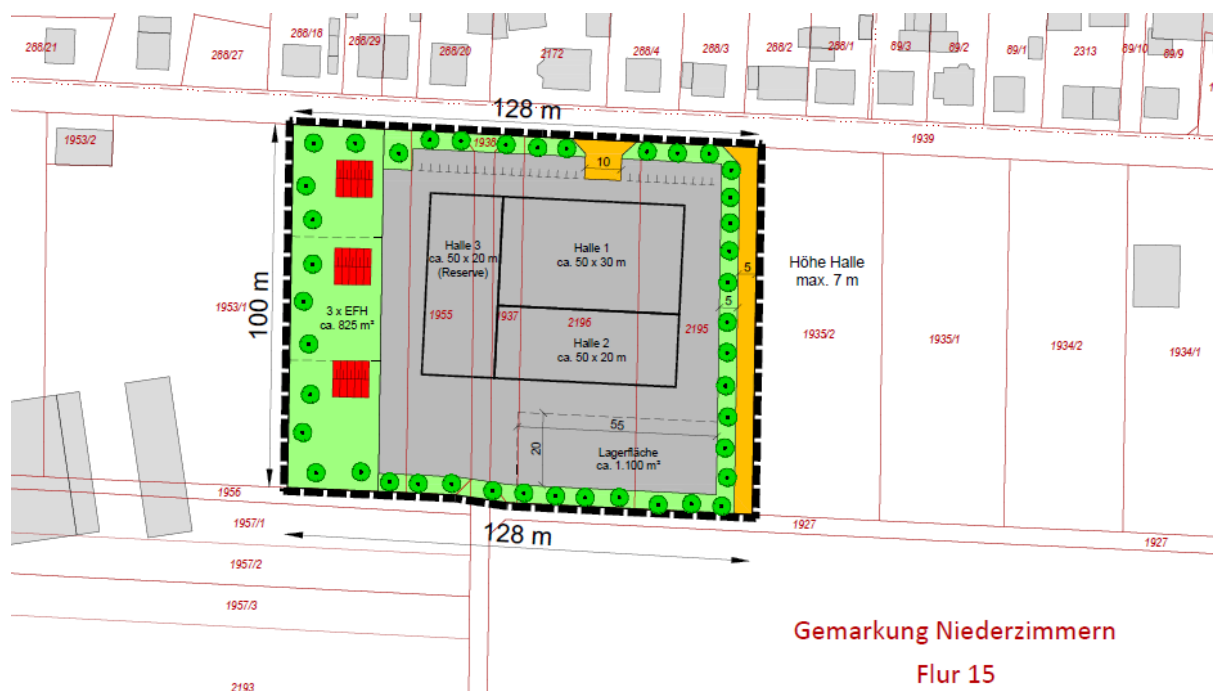 288/21
288/27
288/18
288/29
288/20
2172
288/4
288/3
288/2
288/1
89/3
89/2
89/1
2313
89/10
89/9
128 m
1953/2
1938
1939
10
Halle 3
ca. 50 x 20 m
(Reserve)
Halle 1
ca. 50 x 30 m
Höhe Halle
max. 7 m
5
5
100 m
1953/1
3 x EFH
ca. 825 m²
1955
1937
2196
2195
Halle 2
ca. 50 x 20 m
1935/2
1935/1
1934/2
1934/1
55
20
Lagerfläche
ca. 1.100 m²
1956
1957/1
128 m
1927
1927
1957/2
1957/3
2193
Gemarkung Niederzimmern
Flur 15